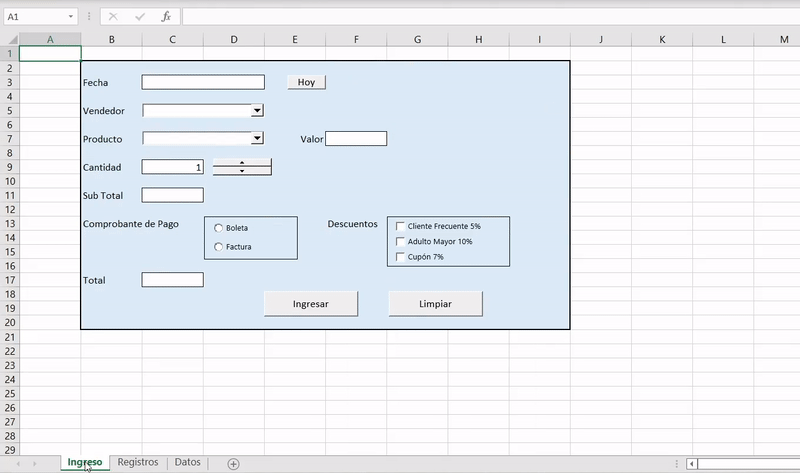 A1
fx
A B C D E F G H I J K L M
1
2
3 Fecha Hoy
4
5 Vendedor
6
7 Producto Valor
8
9 Cantidad 1
10
11 Sub Total
12
13 Comprobante de Pago Boleta Descuentos Cliente Frecuente 5%
14 Adulto Mayor 10%
15 Factura Cupón 7%
16
17 Total
18
19 Ingresar Limpiar
20
21
22
23
24
25
26
27
28
29
Ingreso Registros Datos